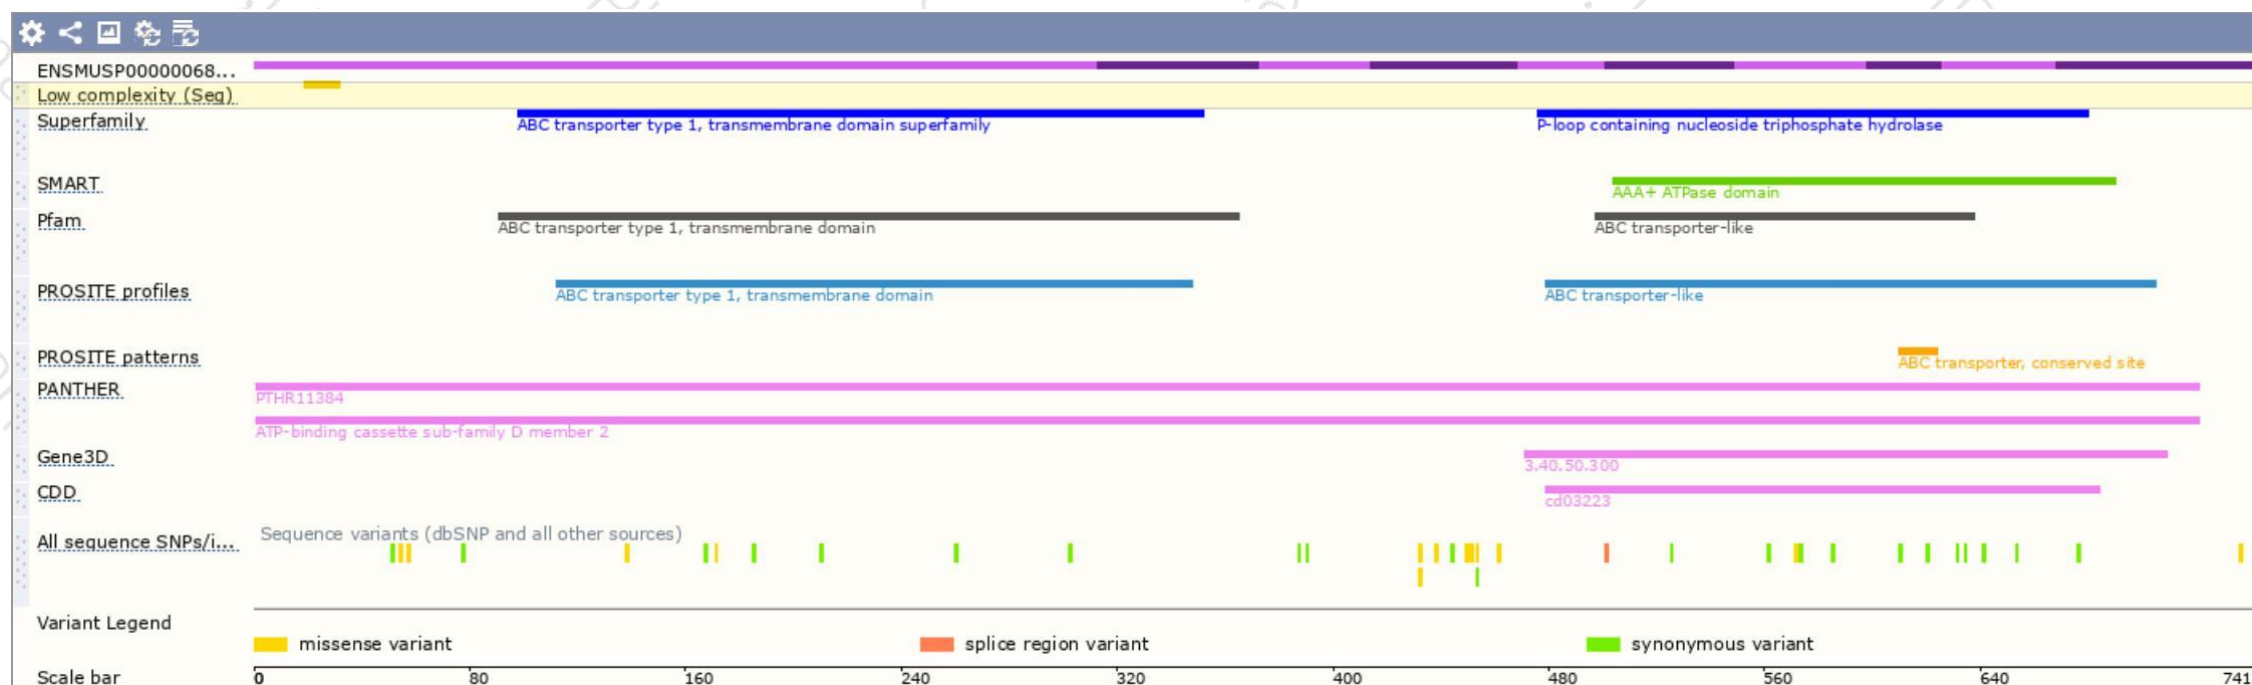 ENSMUSP00000068...
Low complexity (Seg)
Superfamily
ABC transporter type 1, transmembrane domain superfamily
P-loop containing nucleoside triphosphate hydrolase
SMART
AAA+ ATPase domain
Pfam
ABC transporter type 1, transmembrane domain
ABC transporter-like
PROSITE profiles
ABC transporter type 1, transmembrane domain
ABC transporter-like
PROSITE patterns
ABC transporter, conserved site
PANTHER
PTHR11384
ATP-binding cassette sub-family D member 2
Gene3D
3.40.50.300
CDD
cd03223
All sequence SNPs/i...
Sequence variants (dbSNP and all other sources)
Variant Legend
missense variant
splice region variant
synonymous variant
Scale bar
0 80 160 240 320 400 480 560 640 741